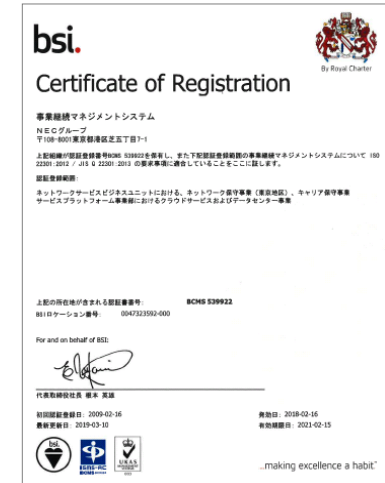 bsi.
By Royal Charter
Certificate of Registration
事業継続マネジメントシステム
NECグループ
〒108-8001東京都港区芝五丁目7-1
上記組織が認証登録番号BCMS 539922を保有し、また下記認証登録範囲の事業継続マネジメントシステムについて ISO
22301:2012 / JIS Q 22301:2013 の要求事項に適合していることをここに証します。
認証登録範囲:
ネットワークサービスビジネスユニットにおける、ネットワーク保守事業（東京地区）、キャリア保守事業
サービスプラットフォーム事業部におけるクラウドサービスおよびデータセンター事業
上記の所在地が含まれる認証書番号: BCMS 539922
BSIロケーション番号: 0047323592-000
For and on behalf of BSI:
代表取締役社長 根本 英雄
初回認証登録日: 2009-02-16 発効日: 2018-02-16
最新更新日: 2019-03-10 有効期限日: 2021-02-15
bsi.
ISMS-AC
UKAS
...making excellence a habit.™